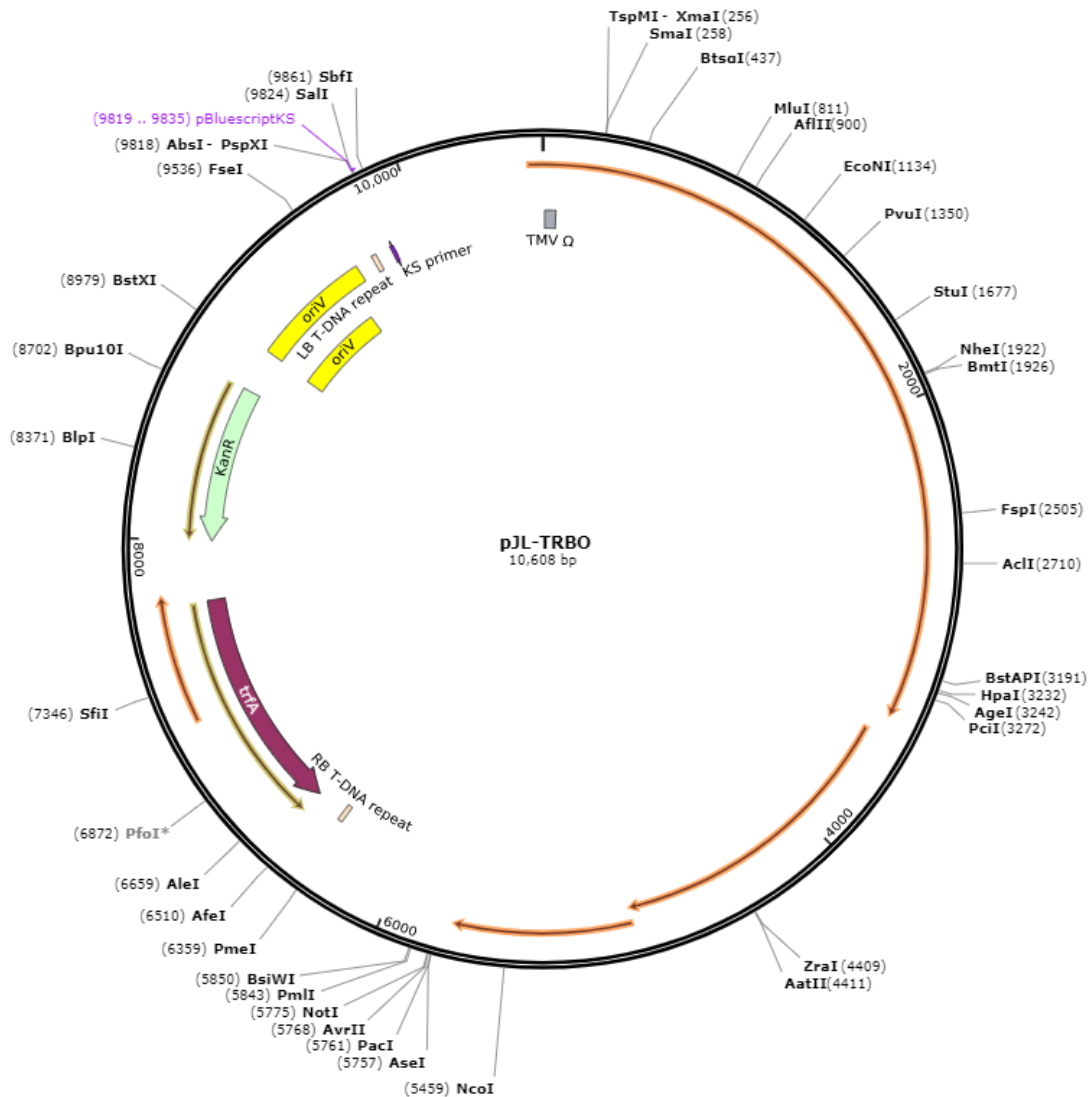 TspMI - XmaI (256)
SmaI (258)
BtsαI (437)
MluI (811)
AflII (900)
EcoNI (1134)
PvuI (1350)
StuI (1677)
NheI (1922)
BmtI (1926)
2000
FspI (2505)
AclI (2710)
BstAPI (3191)
HpaI (3232)
AgeI (3242)
PciI (3272)
4000
ZraI (4409)
AatII (4411)
(5459) NcoI
(5757) AseI
(5761) PacI
(5768) AvrII
(5775) NotI
(5843) PmlI
(5850) BsiWI
6000
(6359) PmeI
(6510) AfeI
(6659) AleI
(6872) PfoI*
(7346) SfiI
8000
(8371) BlpI
(8702) Bpu10I
(8979) BstXI
(9536) FseI
(9818) AbsI - PspXI
(9819 .. 9835) pBluescriptKS
(9824) SalI
(9861) SbfI
10,000
TMV Ω
KS primer
LB T-DNA repeat
oriV
oriV
KanR
trfA
RB T-DNA repeat
pJL-TRBO
10,608 bp